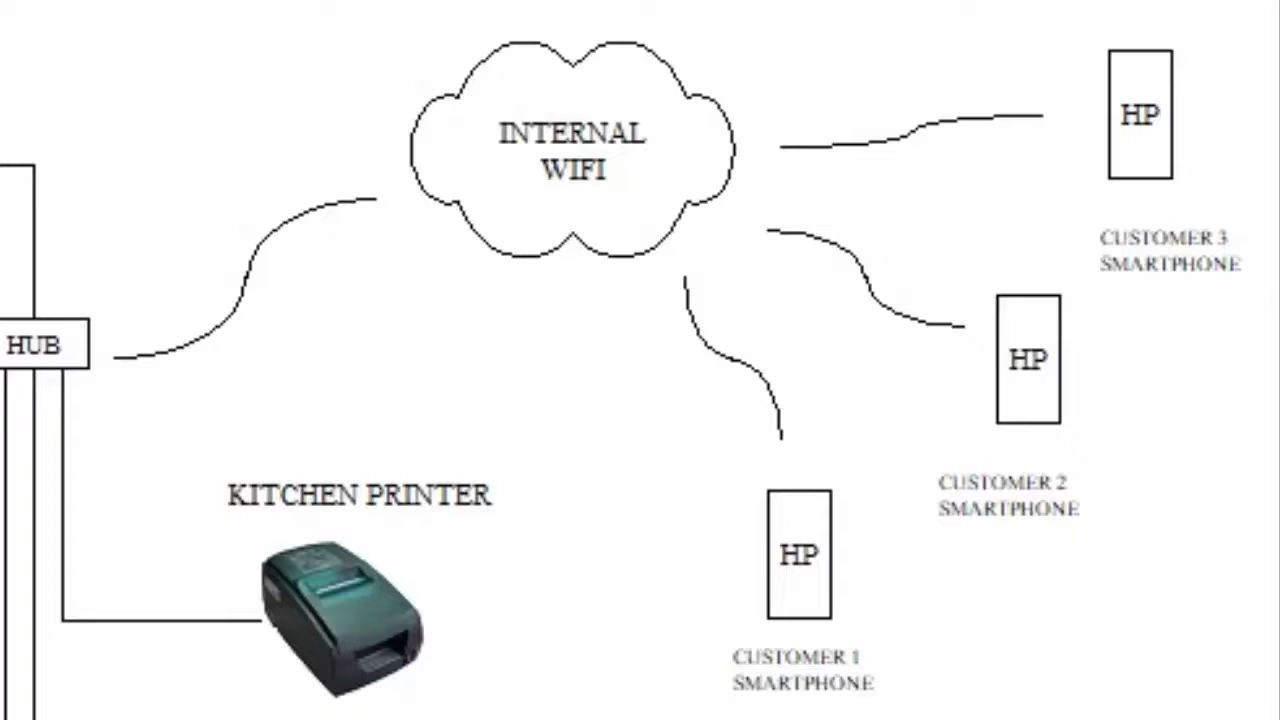 INTERNAL
WIFI
HP
CUSTOMER 3
SMARTPHONE
HUB
HP
CUSTOMER 2
SMARTPHONE
KITCHEN PRINTER
HP
CUSTOMER 1
SMARTPHONE